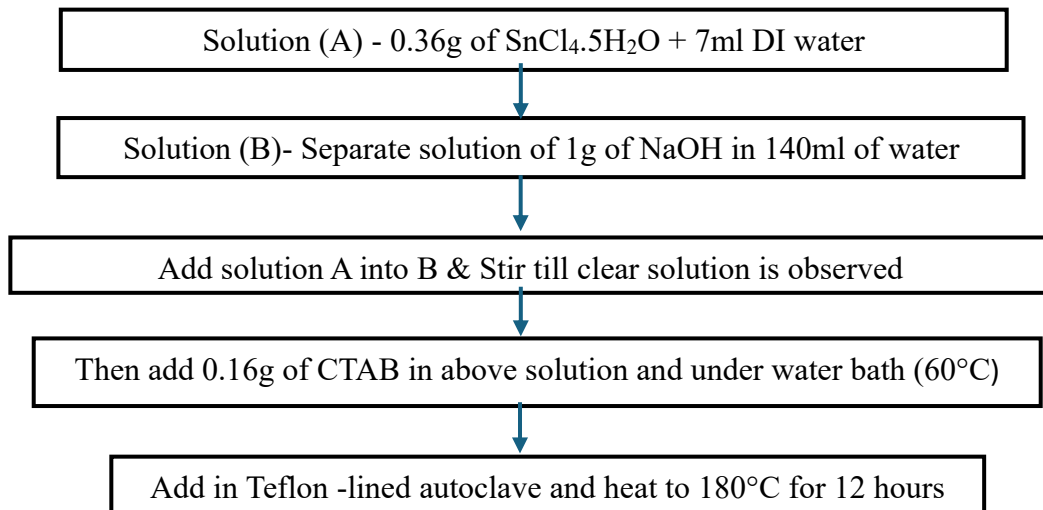 Solution (A) - 0.36g of SnCl₄.5H₂O + 7ml DI water
Solution (B)- Separate solution of 1g of NaOH in 140ml of water
Add solution A into B & Stir till clear solution is observed
Then add 0.16g of CTAB in above solution and under water bath (60°C)
Add in Teflon -lined autoclave and heat to 180°C for 12 hours